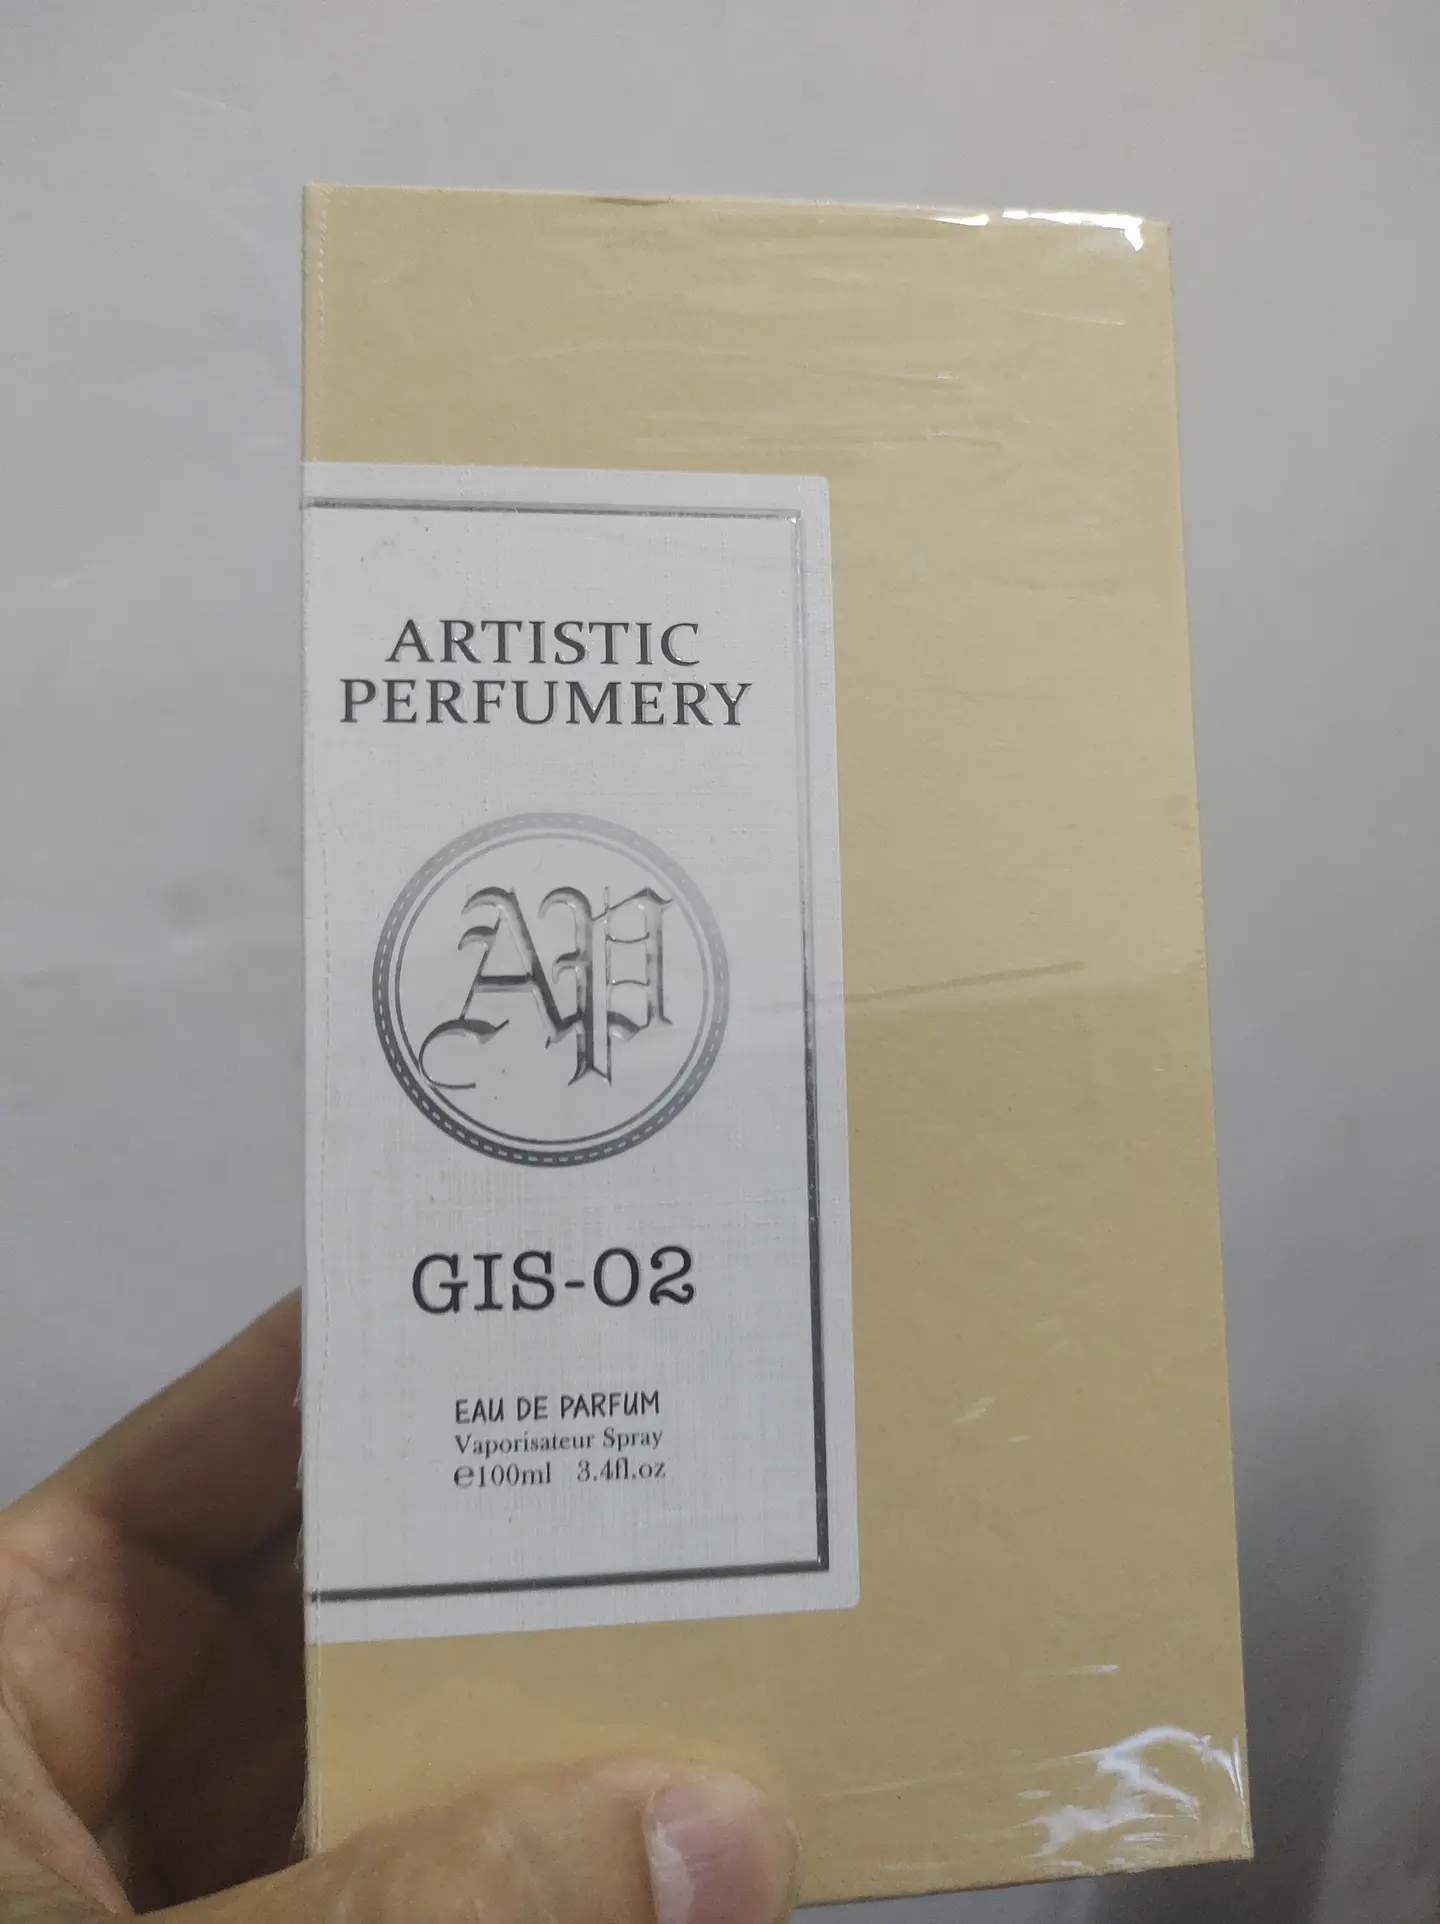 ARTISTIC
PERFUMERY
AP
GIS-02
EAU DE PARFUM
Vaporisateur Spray
℮100ml 3.4fl.oz